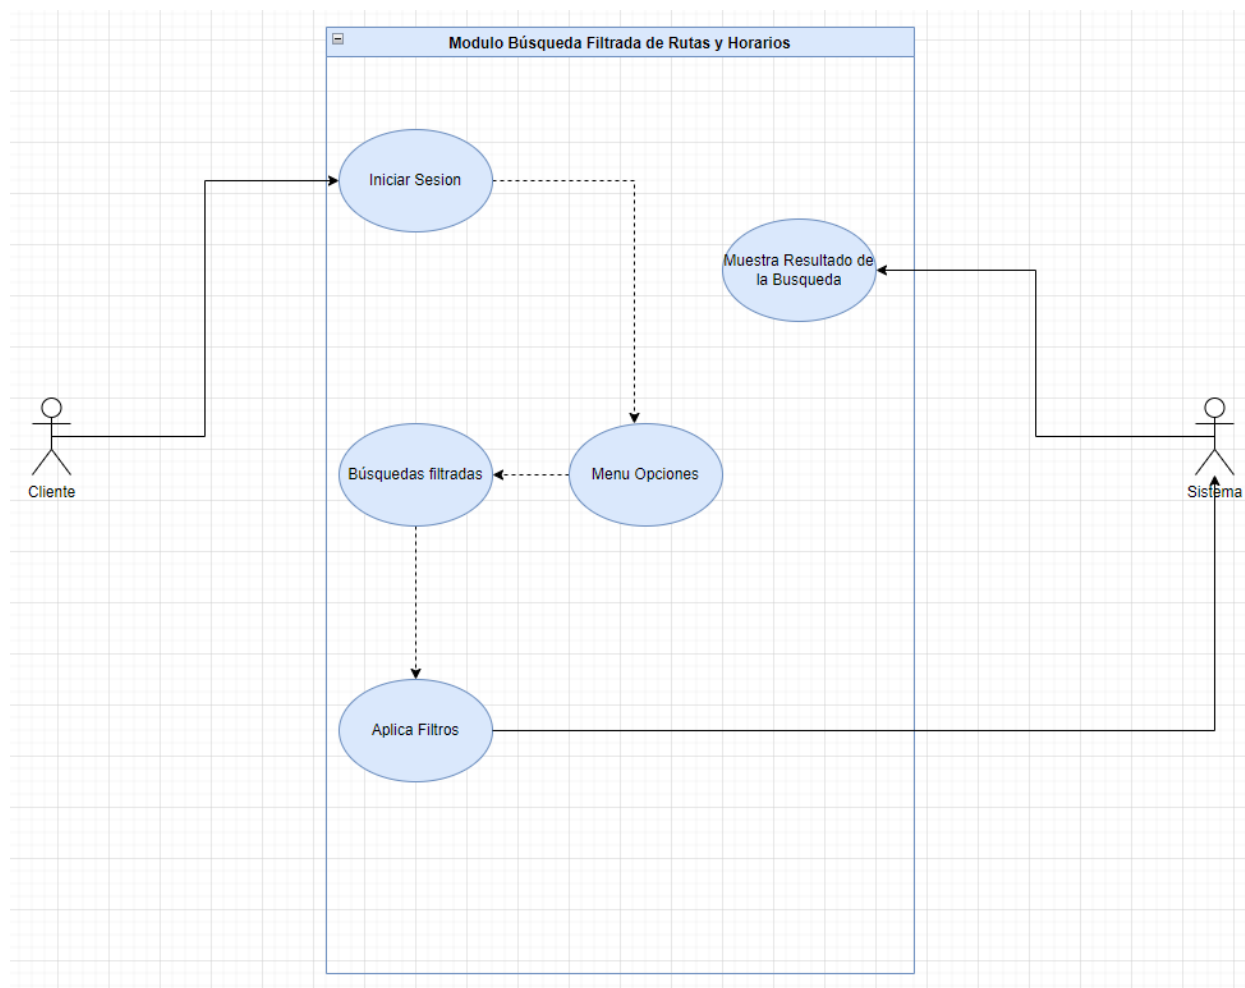 Modulo Búsqueda Filtrada de Rutas y Horarios
Iniciar Sesion
Muestra Resultado de
la Busqueda
Búsquedas filtradas
Menu Opciones
Cliente
Sistema
Aplica Filtros